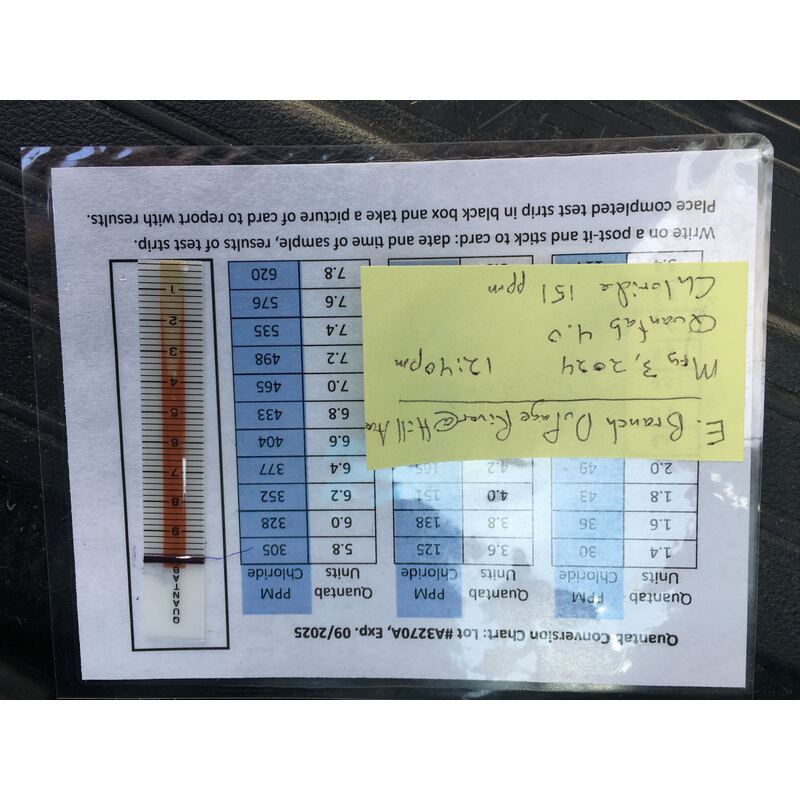 Quantab Conversion Chart: Lot #A3270A, Exp. 09/2025
Quantab Units PPM Chloride Quantab Units PPM Chloride Quantab Units PPM Chloride
1.4 30 3.6 125 5.8 305
1.6 36 3.8 138 6.0 328
1.8 43 4.0 151 6.2 352
2.0 49 4.2 165 6.4 377
6.6 404
6.8 433
7.0 465
7.2 498
7.4 535
7.6 576
7.8 620
E. Branch DuPage River @ Hill Ave
May 3, 2024 12:40pm
Quantab 4.0
Chloride 151 ppm
Write on a post-it and stick to card: date and time of sample, results of test strip.
Place completed test strip in black box and take a picture of card to report with results.
QUANTAB
9
8
7
6
5
4
3
2
1